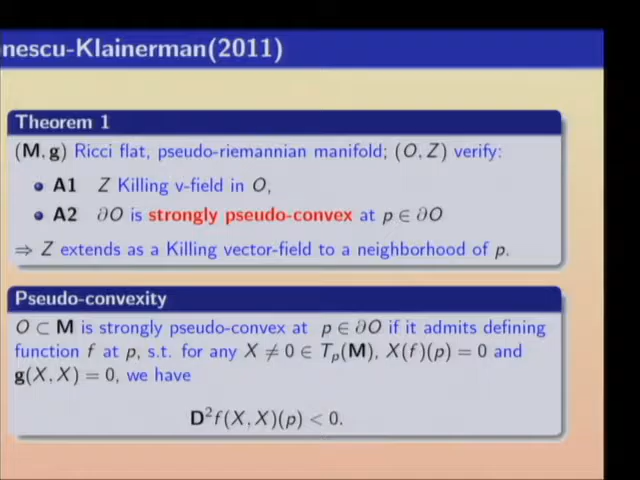 nescu-Klainerman(2011)
Theorem 1
(M, g) Ricci flat, pseudo-riemannian manifold; (O, Z) verify:
• A1 Z Killing v-field in O,
• A2 ∂O is strongly pseudo-convex at p ∈ ∂O
⇒ Z extends as a Killing vector-field to a neighborhood of p.
Pseudo-convexity
O ⊂ M is strongly pseudo-convex at p ∈ ∂O if it admits defining
function f at p, s.t. for any X ≠ 0 ∈ Tₚ(M), X(f)(p) = 0 and
g(X, X) = 0, we have
D²f(X, X)(p) < 0.